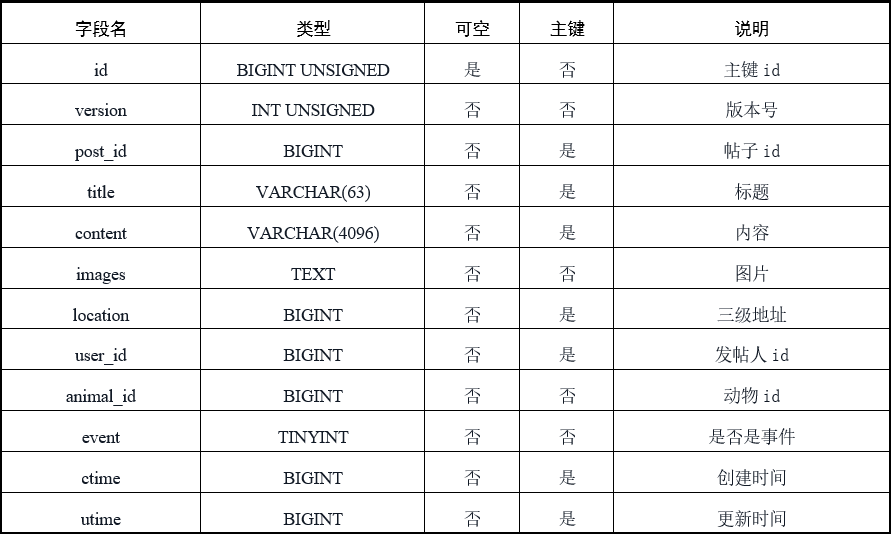 字段名 类型 可空 主键 说明
id BIGINT UNSIGNED 是 否 主键 id
version INT UNSIGNED 否 否 版本号
post_id BIGINT 否 是 帖子 id
title VARCHAR(63) 否 是 标题
content VARCHAR(4096) 否 是 内容
images TEXT 否 否 图片
location BIGINT 否 是 三级地址
user_id BIGINT 否 是 发帖人 id
animal_id BIGINT 否 否 动物 id
event TINYINT 否 否 是否是事件
ctime BIGINT 否 是 创建时间
utime BIGINT 否 是 更新时间